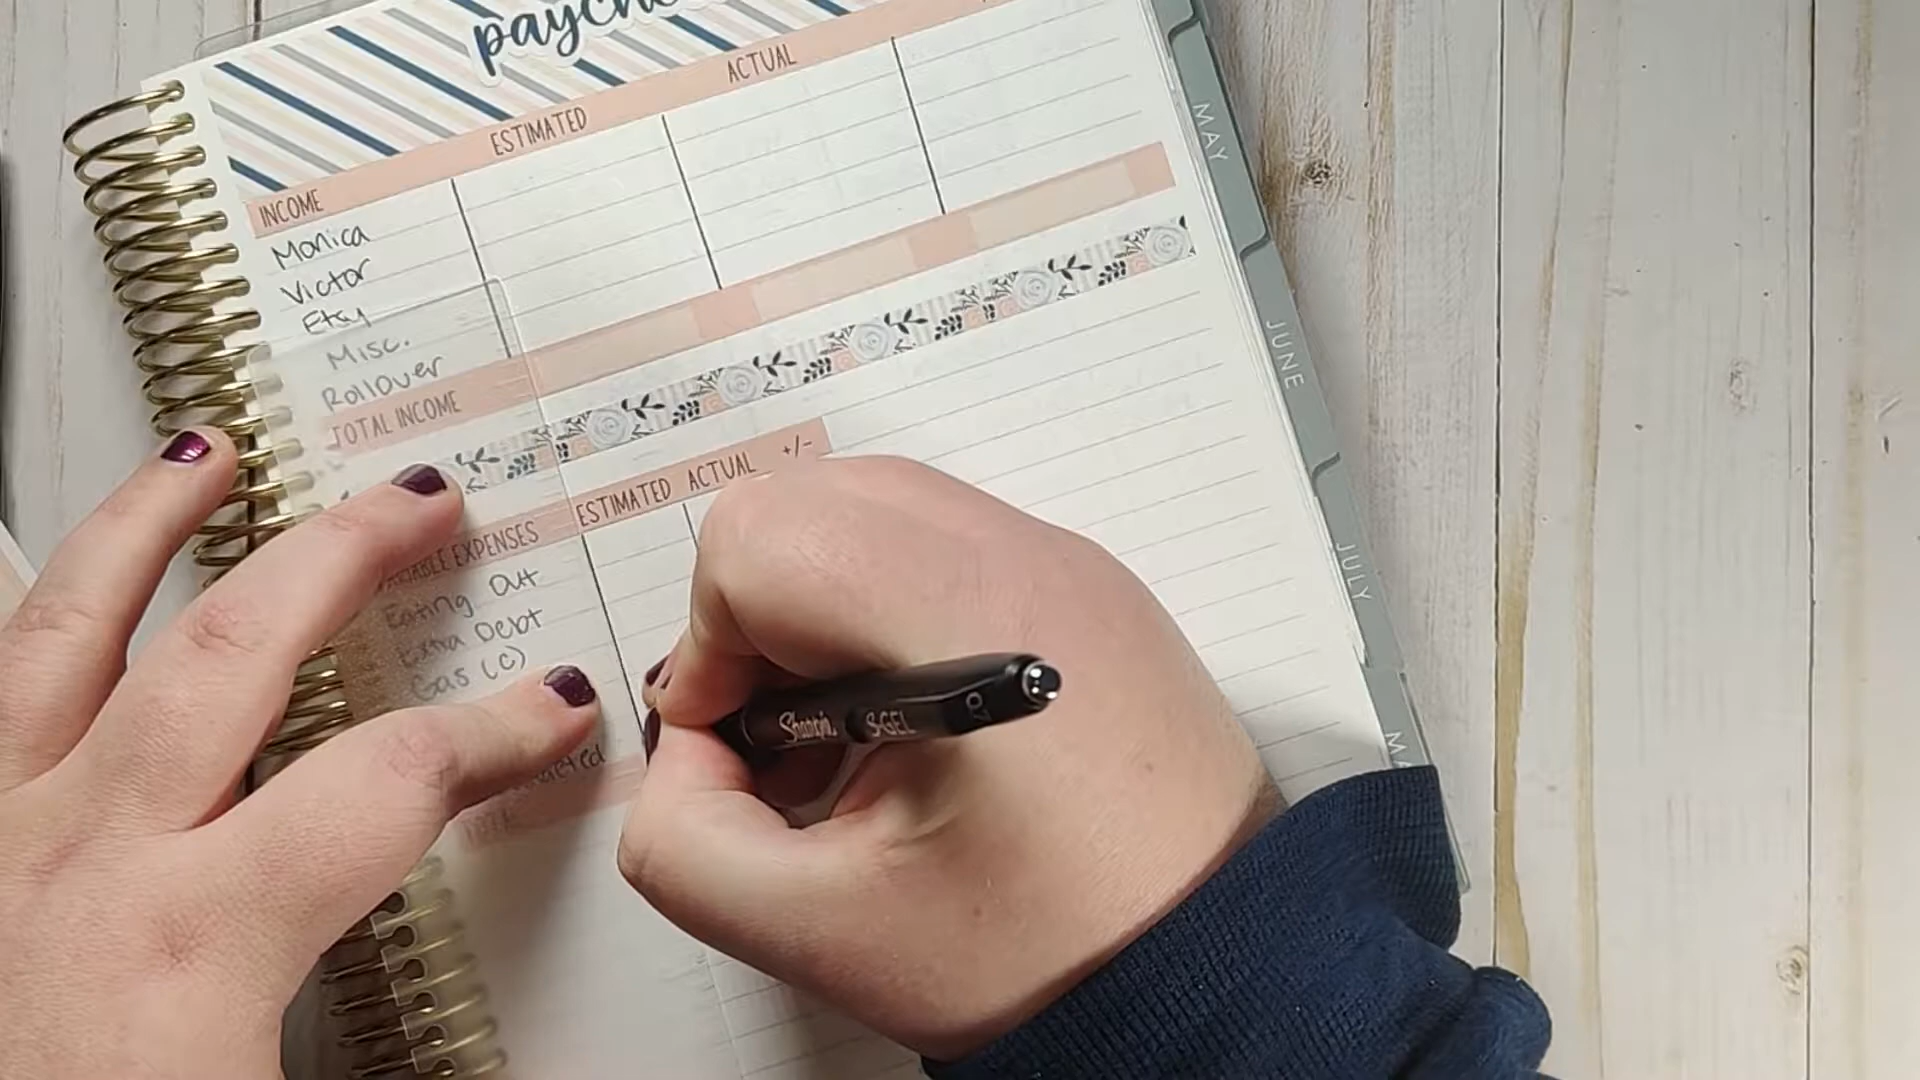 ESTIMATED ACTUAL
INCOME
Monica
Victor
Etsy
Misc.
Rollover
TOTAL INCOME
EXPENSES ESTIMATED ACTUAL +/-
Eating Out
Extra Debt
Gas (C)
Sharpie. S·GEL 0.7
MAY
JUNE
JULY